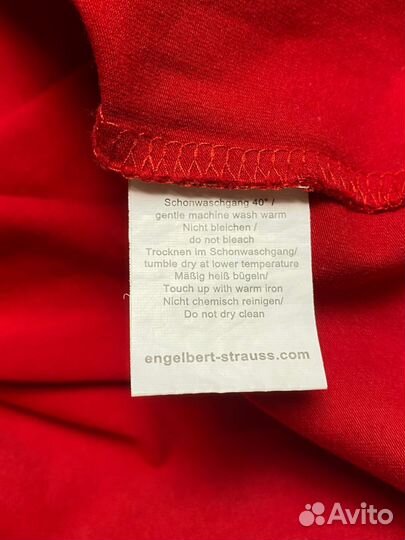 Schonwaschgang 40° /
gentle machine wash warm
Nicht bleichen /
do not bleach
Trocknen im Schonwaschgang/
tumble dry at lower temperature
Mäßig heiß bügeln/
Touch up with warm iron
Nicht chemisch reinigen/
Do not dry clean
engelbert-strauss.com
Avito